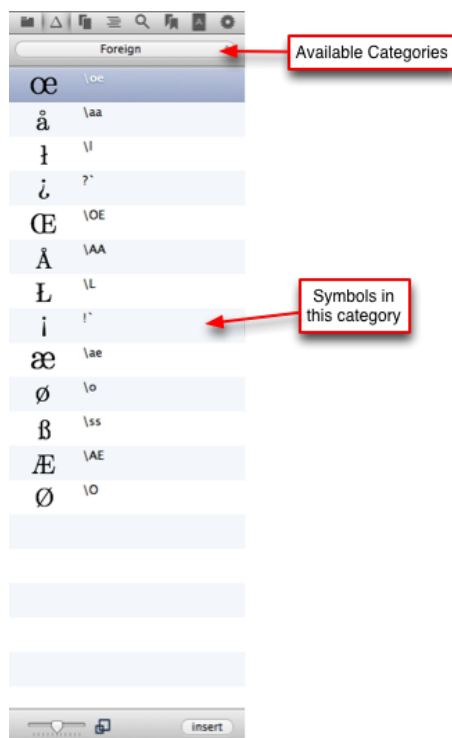 Foreign
Available Categories
œ \oe
å \aa
ł \l
¿ ?`
Œ \OE
Å \AA
Ł \L
Symbols in
this category
¡ !`
æ \ae
ø \o
ß \ss
Æ \AE
Ø \O
insert